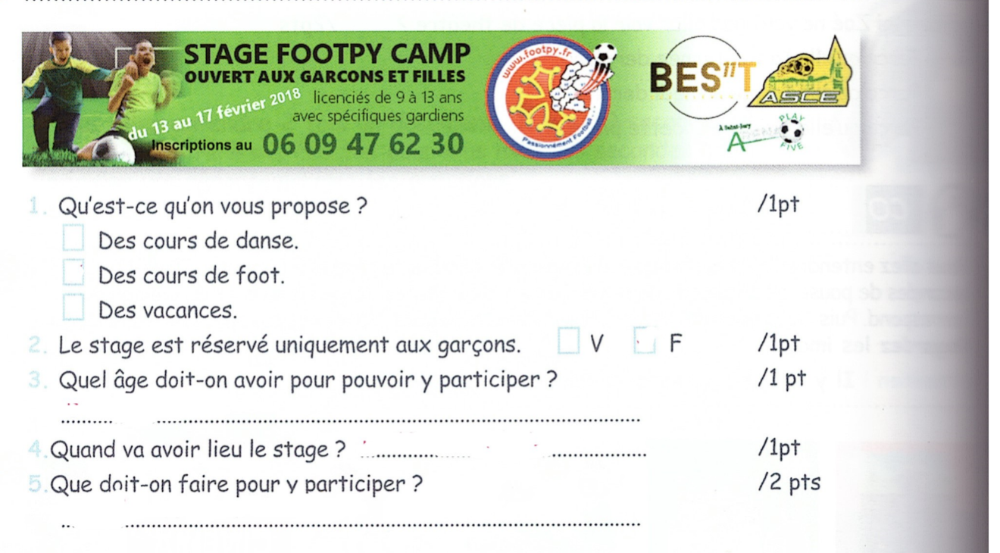 STAGE FOOTPY CAMP
OUVERT AUX GARCONS ET FILLES
du 13 au 17 février 2018
licenciés de 9 à 13 ans
avec spécifiques gardiens
Inscriptions au 06 09 47 62 30
www.footpy.fr
Passionnément Football...
BES"T
ASCE
À Saint-Jory
PLAY
FIVE
1. Qu'est-ce qu'on vous propose ? /1pt
Des cours de danse.
Des cours de foot.
Des vacances.
2. Le stage est réservé uniquement aux garçons. V F /1pt
3. Quel âge doit-on avoir pour pouvoir y participer ? /1 pt
4. Quand va avoir lieu le stage ? /1pt
5. Que doit-on faire pour y participer ? /2 pts